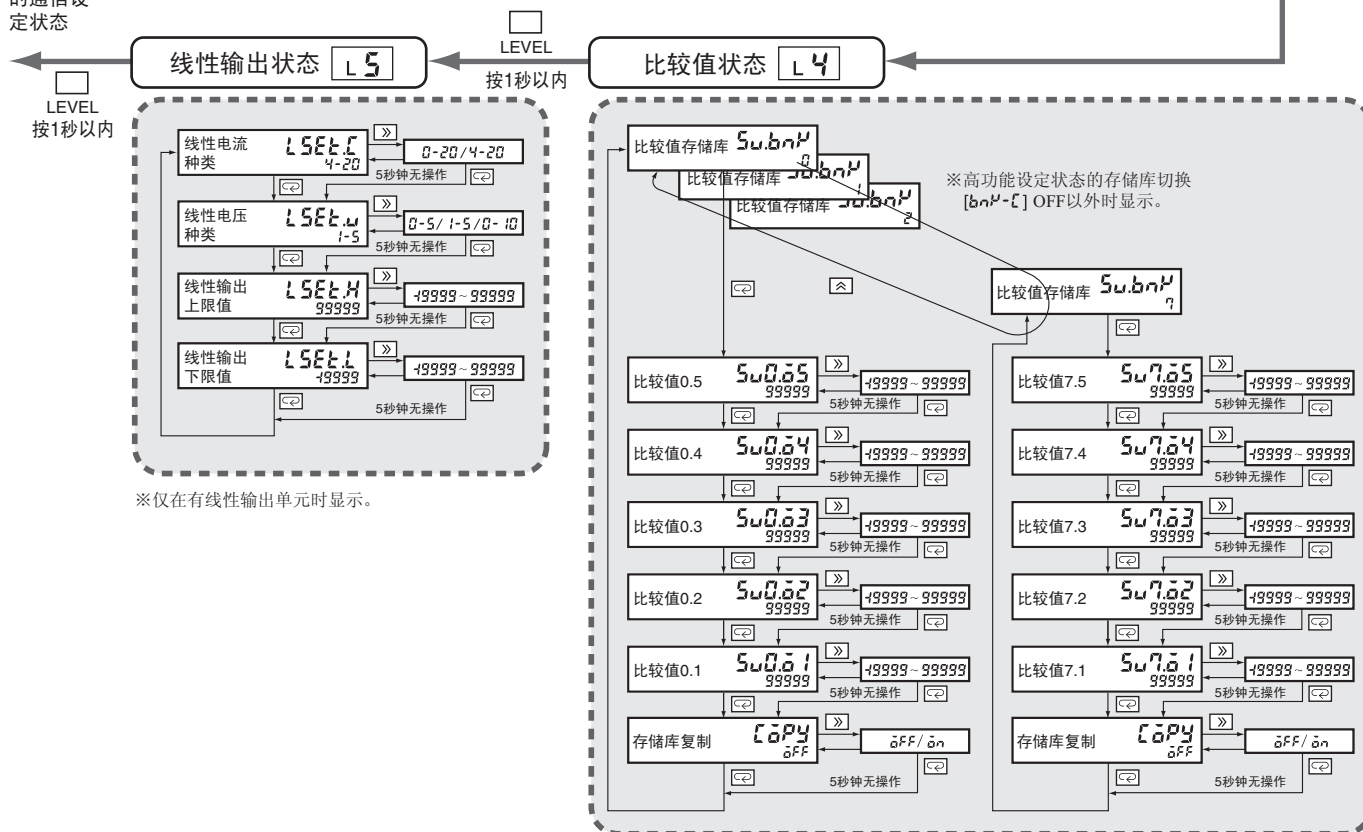 的通信设
定状态
LEVEL
按1秒以内
线性输出状态 L 5
LEVEL
按1秒以内
比较值状态 L 4
线性电流
种类
LSEt.C
4-20
0-20/4-20
5秒钟无操作
线性电压
种类
LSEt.u
1-5
0-5/1-5/0-10
5秒钟无操作
线性输出
上限值
LSEt.H
99999
-19999~99999
5秒钟无操作
线性输出
下限值
LSEt.L
-19999
-19999~99999
5秒钟无操作
※仅在有线性输出单元时显示。
比较值存储库 Su.bnK
0
比较值存储库 Su.bnK
1
比较值存储库 Su.bnK
2
※高功能设定状态的存储库切换
[bnK-C] OFF以外时显示。
比较值存储库 Su.bnK
7
比较值0.5 Su0.o5
99999
-19999~99999
5秒钟无操作
比较值0.4 Su0.o4
99999
-19999~99999
5秒钟无操作
比较值0.3 Su0.o3
99999
-19999~99999
5秒钟无操作
比较值0.2 Su0.o2
99999
-19999~99999
5秒钟无操作
比较值0.1 Su0.o1
99999
-19999~99999
5秒钟无操作
存储库复制 CoPY
oFF
oFF/on
5秒钟无操作
比较值7.5 Su7.o5
99999
-19999~99999
5秒钟无操作
比较值7.4 Su7.o4
99999
-19999~99999
5秒钟无操作
比较值7.3 Su7.o3
99999
-19999~99999
5秒钟无操作
比较值7.2 Su7.o2
99999
-19999~99999
5秒钟无操作
比较值7.1 Su7.o1
99999
-19999~99999
5秒钟无操作
存储库复制 CoPY
oFF
oFF/on
5秒钟无操作